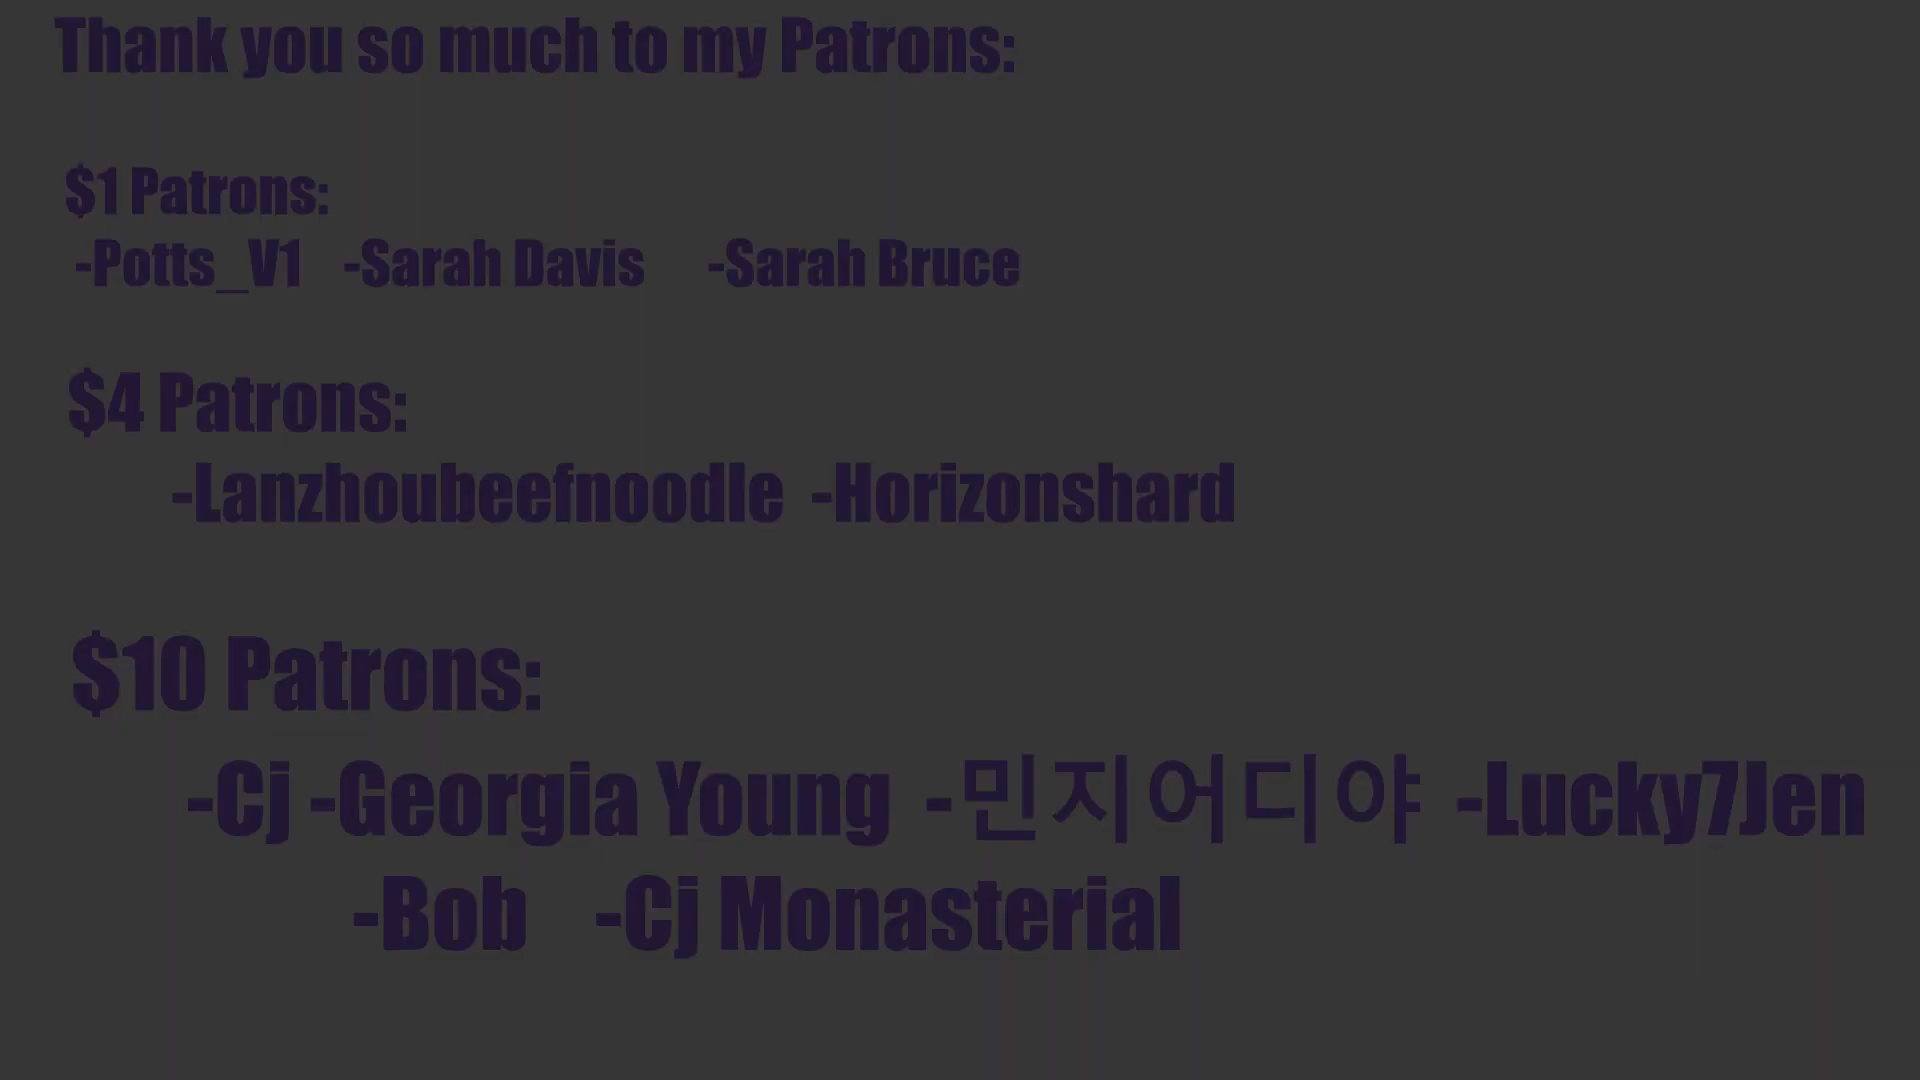 Thank you so much to my Patrons:
$1 Patrons:
-Potts_V1 -Sarah Davis -Sarah Bruce
$4 Patrons:
-Lanzhoubeefnoodle -Horizonshard
$10 Patrons:
-Cj -Georgia Young -민지어디야 -Lucky7Jen
-Bob -Cj Monasterial